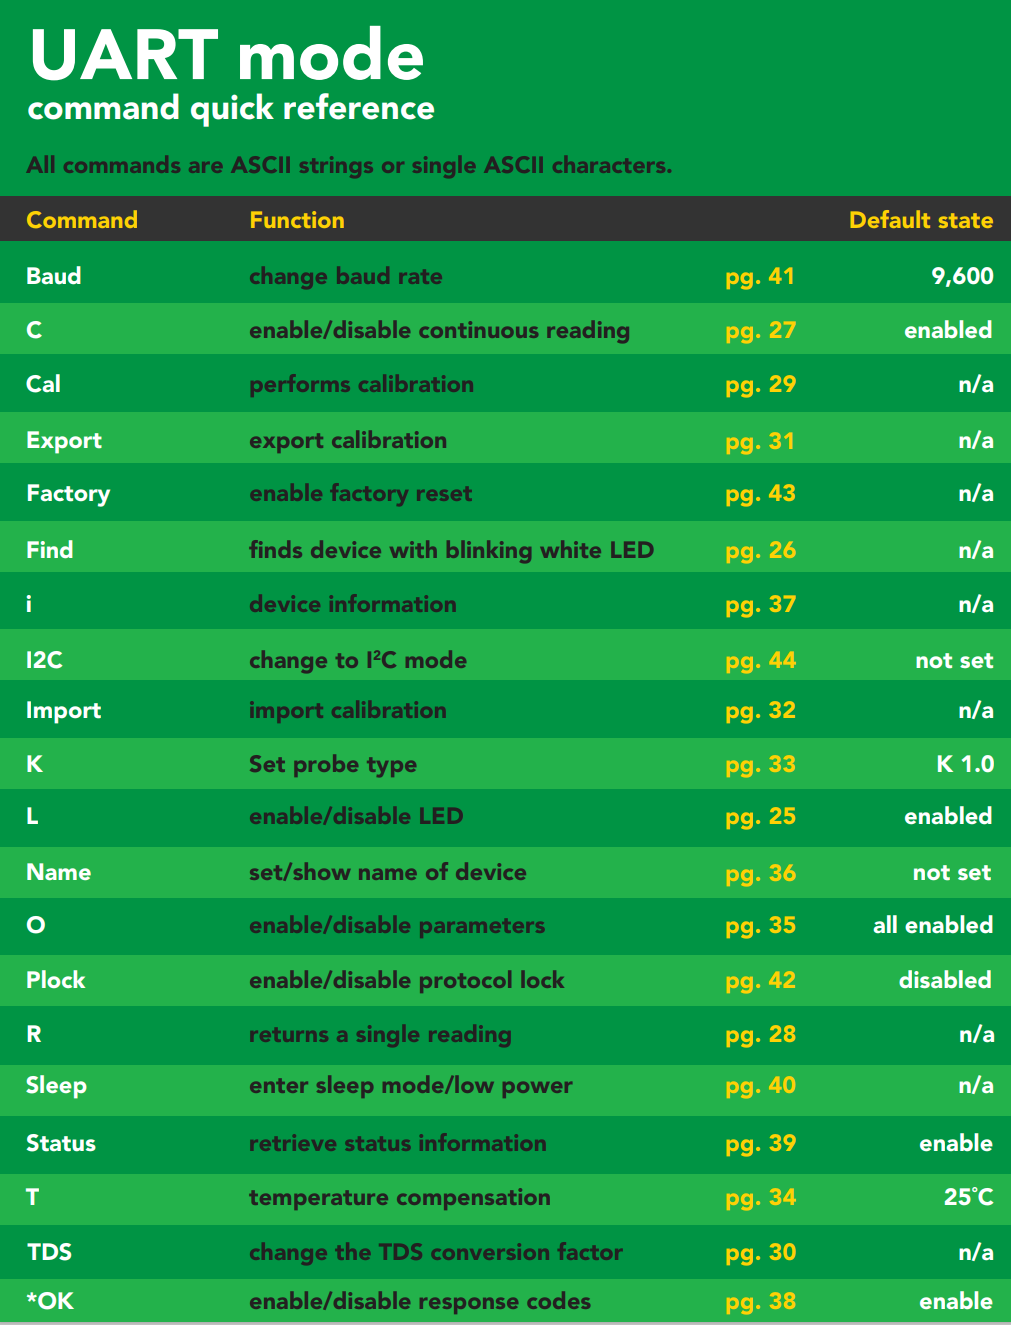 UART mode
command quick reference
All commands are ASCII strings or single ASCII characters.
Command Function Default state
Baud change baud rate pg. 41 9,600
C enable/disable continuous reading pg. 27 enabled
Cal performs calibration pg. 29 n/a
Export export calibration pg. 31 n/a
Factory enable factory reset pg. 43 n/a
Find finds device with blinking white LED pg. 26 n/a
i device information pg. 37 n/a
I2C change to I²C mode pg. 44 not set
Import import calibration pg. 32 n/a
K Set probe type pg. 33 K 1.0
L enable/disable LED pg. 25 enabled
Name set/show name of device pg. 36 not set
O enable/disable parameters pg. 35 all enabled
Plock enable/disable protocol lock pg. 42 disabled
R returns a single reading pg. 28 n/a
Sleep enter sleep mode/low power pg. 40 n/a
Status retrieve status information pg. 39 enable
T temperature compensation pg. 34 25°C
TDS change the TDS conversion factor pg. 30 n/a
*OK enable/disable response codes pg. 38 enable